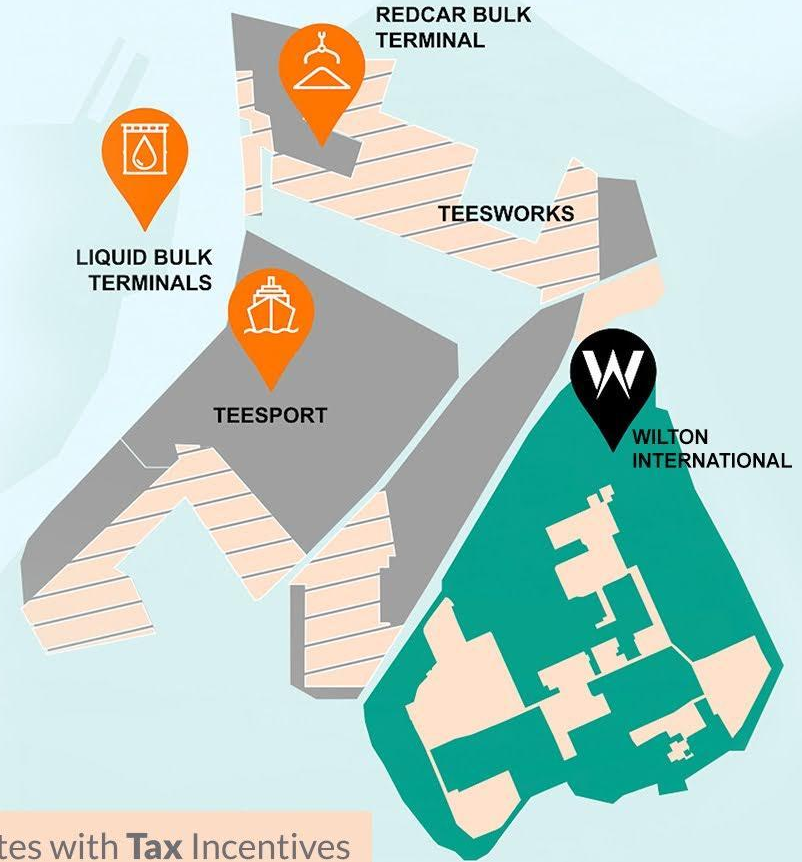 REDCAR BULK
TERMINAL
TEESWORKS
LIQUID BULK
TERMINALS
TEESPORT
W
WILTON
INTERNATIONAL
tes with Tax Incentives